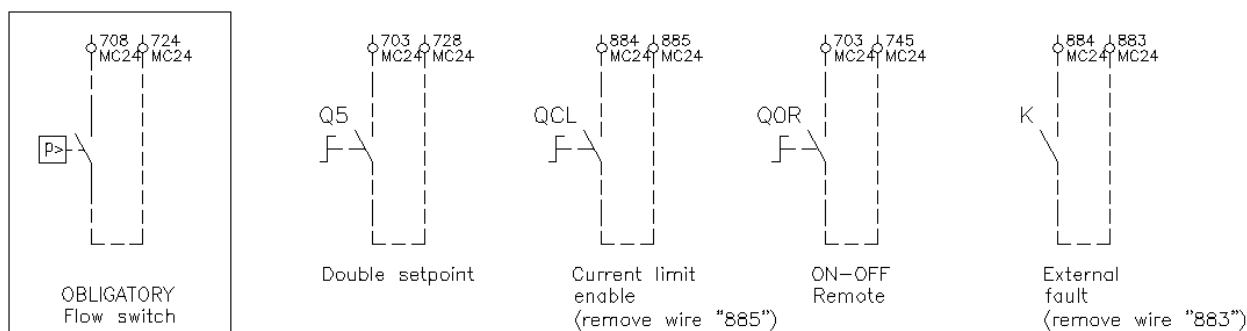 708 724
MC24 MC24
P>
OBLIGATORY
Flow switch
703 728
MC24 MC24
Q5
Double setpoint
884 885
MC24 MC24
QCL
Current limit
enable
(remove wire "885")
703 745
MC24 MC24
Q0R
ON-OFF
Remote
884 883
MC24 MC24
K
External
fault
(remove wire "883")